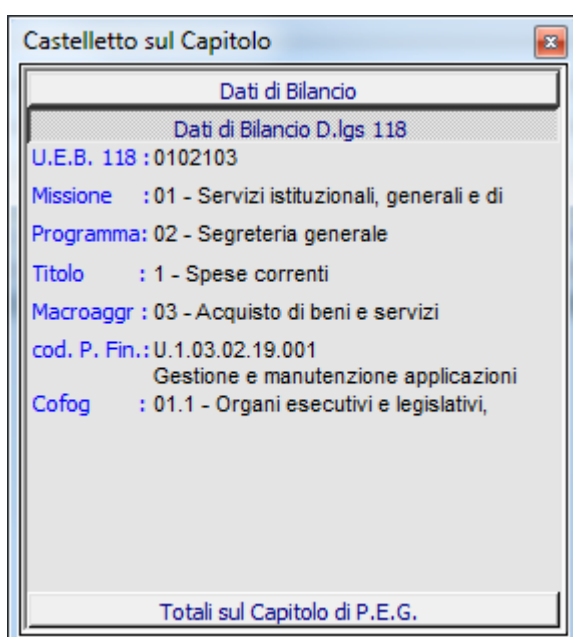 Castelletto sul Capitolo
Dati di Bilancio
Dati di Bilancio D.lgs 118
U.E.B. 118 : 0102103
Missione : 01 - Servizi istituzionali, generali e di
Programma: 02 - Segreteria generale
Titolo : 1 - Spese correnti
Macroaggr : 03 - Acquisto di beni e servizi
cod. P. Fin.: U.1.03.02.19.001
Gestione e manutenzione applicazioni
Cofog : 01.1 - Organi esecutivi e legislativi,
Totali sul Capitolo di P.E.G.